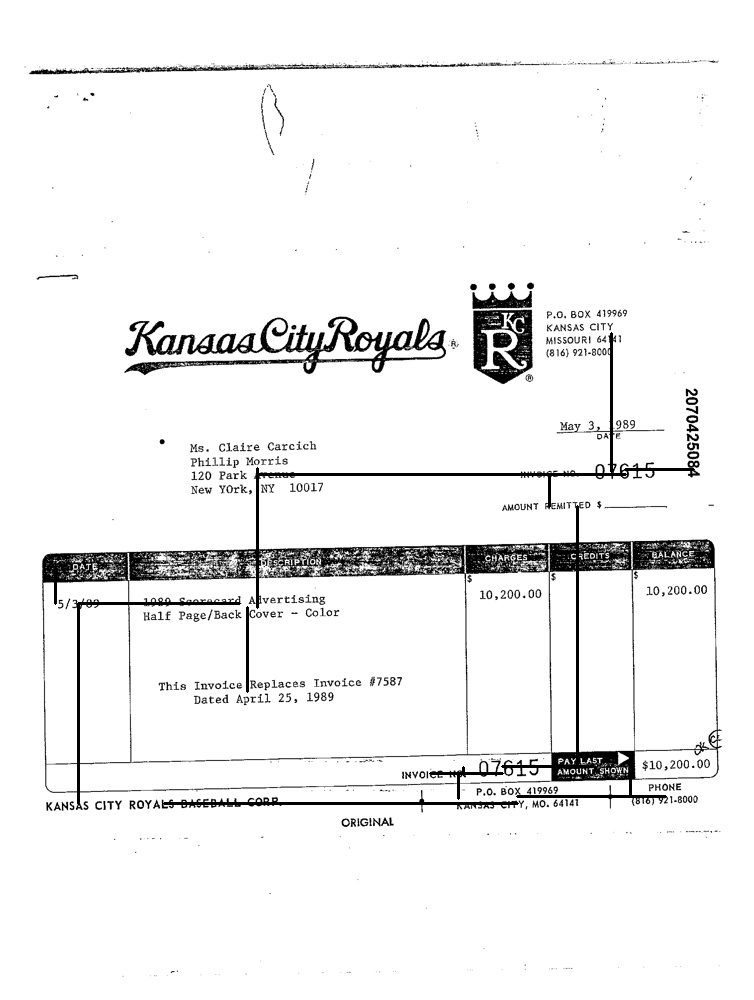 Kansas City Royals ®
KC
R
®
P.O. BOX 419969
KANSAS CITY
MISSOURI 64141
(816) 921-8000
May 3, 1989
DATE
2070425084
Ms. Claire Carcich
Phillip Morris
120 Park Avenue
New YOrk, NY 10017
INVOICE NO. 07615
AMOUNT REMITTED $
DATE DESCRIPTION CHARGES CREDITS BALANCE
$ $ $
5/3/89 1989 Scorecard Advertising 10,200.00 10,200.00
Half Page/Back Cover - Color
This Invoice Replaces Invoice #7587
Dated April 25, 1989
OK
INVOICE NO. 07615 PAY LAST AMOUNT SHOWN $10,200.00
KANSAS CITY ROYALS BASEBALL CORP. P.O. BOX 419969 PHONE
KANSAS CITY, MO. 64141 (816) 921-8000
ORIGINAL